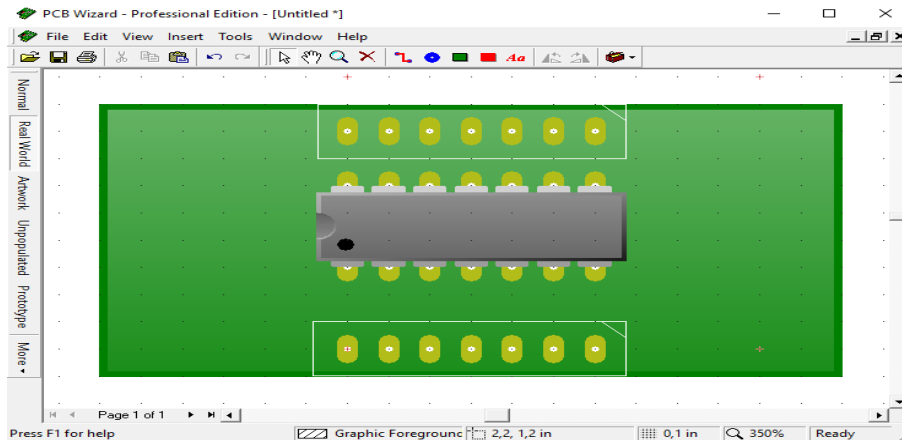 PCB Wizard - Professional Edition - [Untitled *]
File Edit View Insert Tools Window Help
Aa
Normal
Real World
Artwork
Unpopulated
Prototype
More
Page 1 of 1
Press F1 for help
Graphic Foregrounc
2,2, 1,2 in
0,1 in
350%
Ready